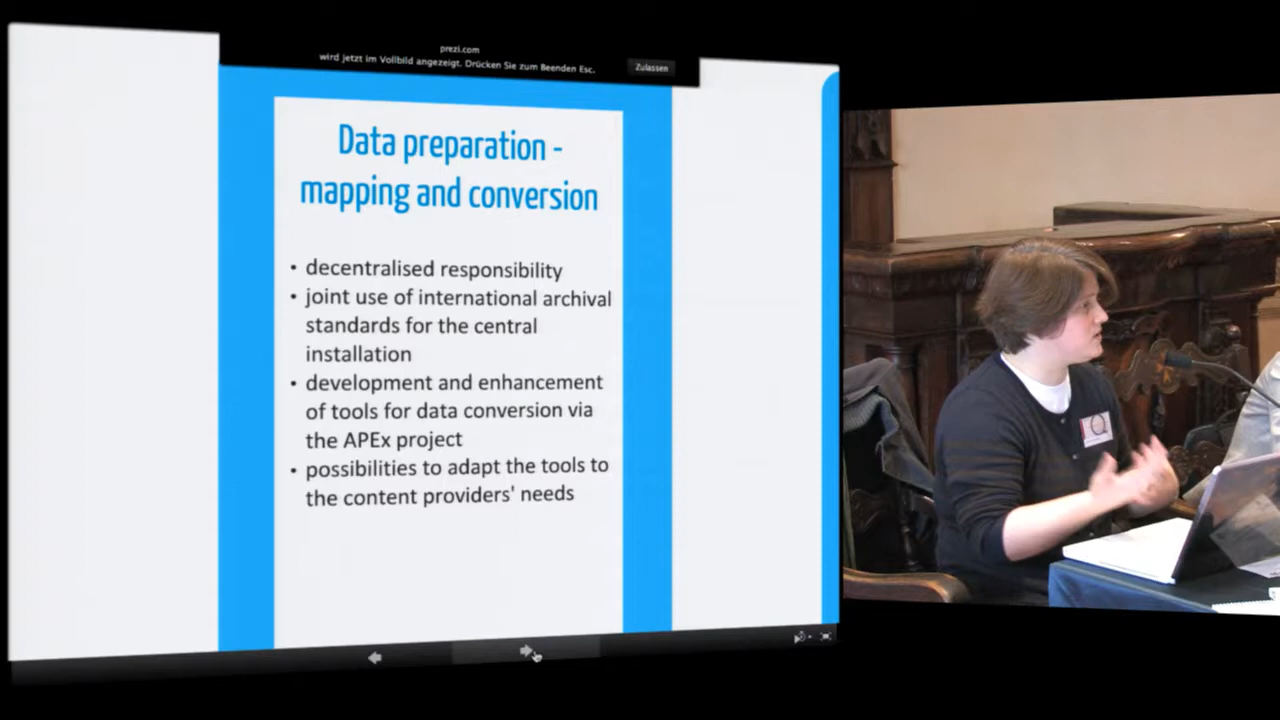 prezi.com
wird jetzt im Vollbild angezeigt. Drücken Sie zum Beenden Esc.
Zulassen
Data preparation -
mapping and conversion
• decentralised responsibility
• joint use of international archival
standards for the central
installation
• development and enhancement
of tools for data conversion via
the APEx project
• possibilities to adapt the tools to
the content providers' needs